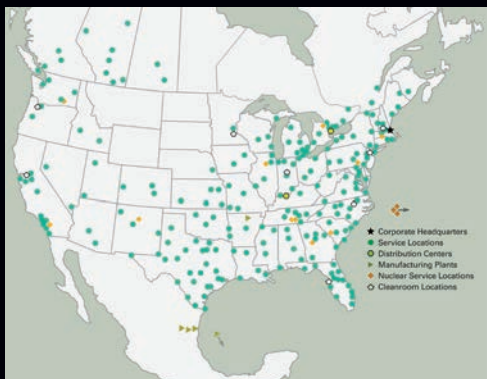 Corporate Headquarters
Service Locations
Distribution Centers
Manufacturing Plants
Nuclear Service Locations
Cleanroom Locations